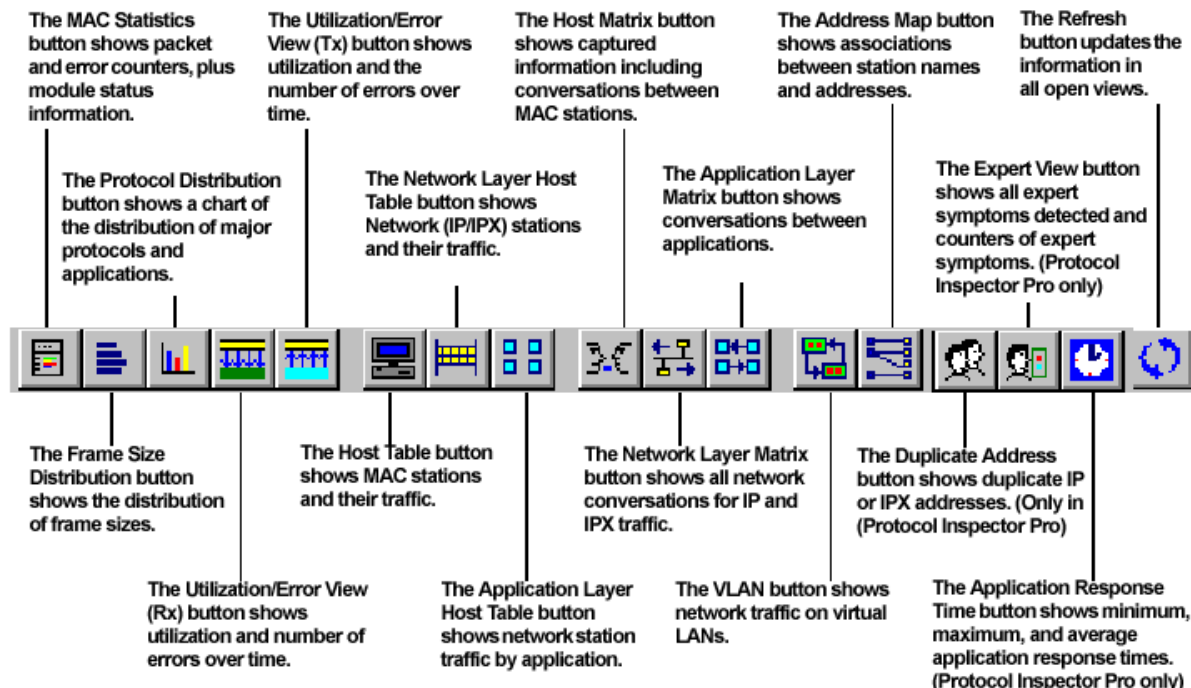 The MAC Statistics
button shows packet
and error counters, plus
module status
information.
The Utilization/Error
View (Tx) button shows
utilization and the
number of errors over
time.
The Host Matrix button
shows captured
information including
conversations between
MAC stations.
The Address Map button
shows associations
between station names
and addresses.
The Refresh
button updates the
information in
all open views.
The Protocol Distribution
button shows a chart of
the distribution of major
protocols and
applications.
The Network Layer Host
Table button shows
Network (IP/IPX) stations
and their traffic.
The Application Layer
Matrix button shows
conversations between
applications.
The Expert View button
shows all expert
symptoms detected and
counters of expert
symptoms. (Protocol
Inspector Pro only)
The Frame Size
Distribution button
shows the distribution
of frame sizes.
The Host Table button
shows MAC stations
and their traffic.
The Network Layer Matrix
button shows all network
conversations for IP and
IPX traffic.
The Duplicate Address
button shows duplicate IP
or IPX addresses. (Only in
(Protocol Inspector Pro)
The Utilization/Error View
(Rx) button shows
utilization and number of
errors over time.
The Application Layer
Host Table button
shows network station
traffic by application.
The VLAN button shows
network traffic on virtual
LANs.
The Application Response
Time button shows minimum,
maximum, and average
application response times.
(Protocol Inspector Pro only)